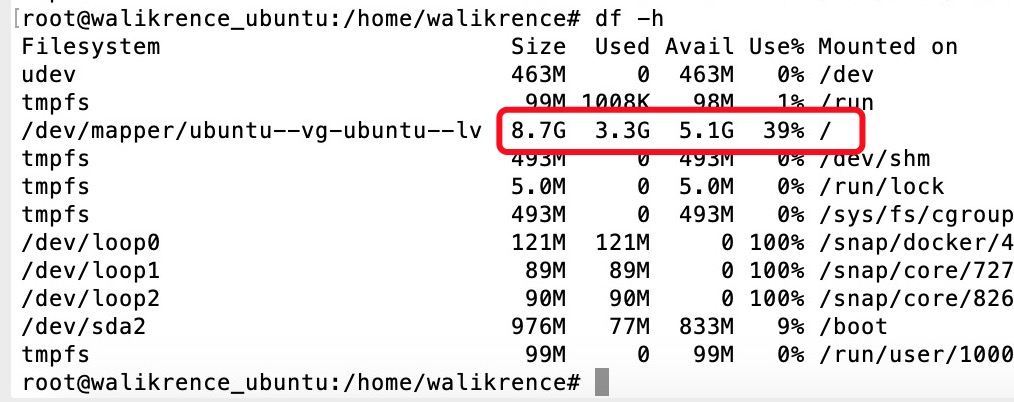 [root@walikrence_ubuntu:/home/walikrence# df -h
Filesystem                         Size  Used Avail Use% Mounted on
udev                               463M     0  463M   0% /dev
tmpfs                               99M 1008K   98M   1% /run
/dev/mapper/ubuntu--vg-ubuntu--lv  8.7G  3.3G  5.1G  39% /
tmpfs                              493M     0  493M   0% /dev/shm
tmpfs                              5.0M     0  5.0M   0% /run/lock
tmpfs                              493M     0  493M   0% /sys/fs/cgroup
/dev/loop0                         121M  121M     0 100% /snap/docker/4
/dev/loop1                          89M   89M     0 100% /snap/core/727
/dev/loop2                          90M   90M     0 100% /snap/core/826
/dev/sda2                          976M   77M  833M   9% /boot
tmpfs                               99M     0   99M   0% /run/user/1000
root@walikrence_ubuntu:/home/walikrence#